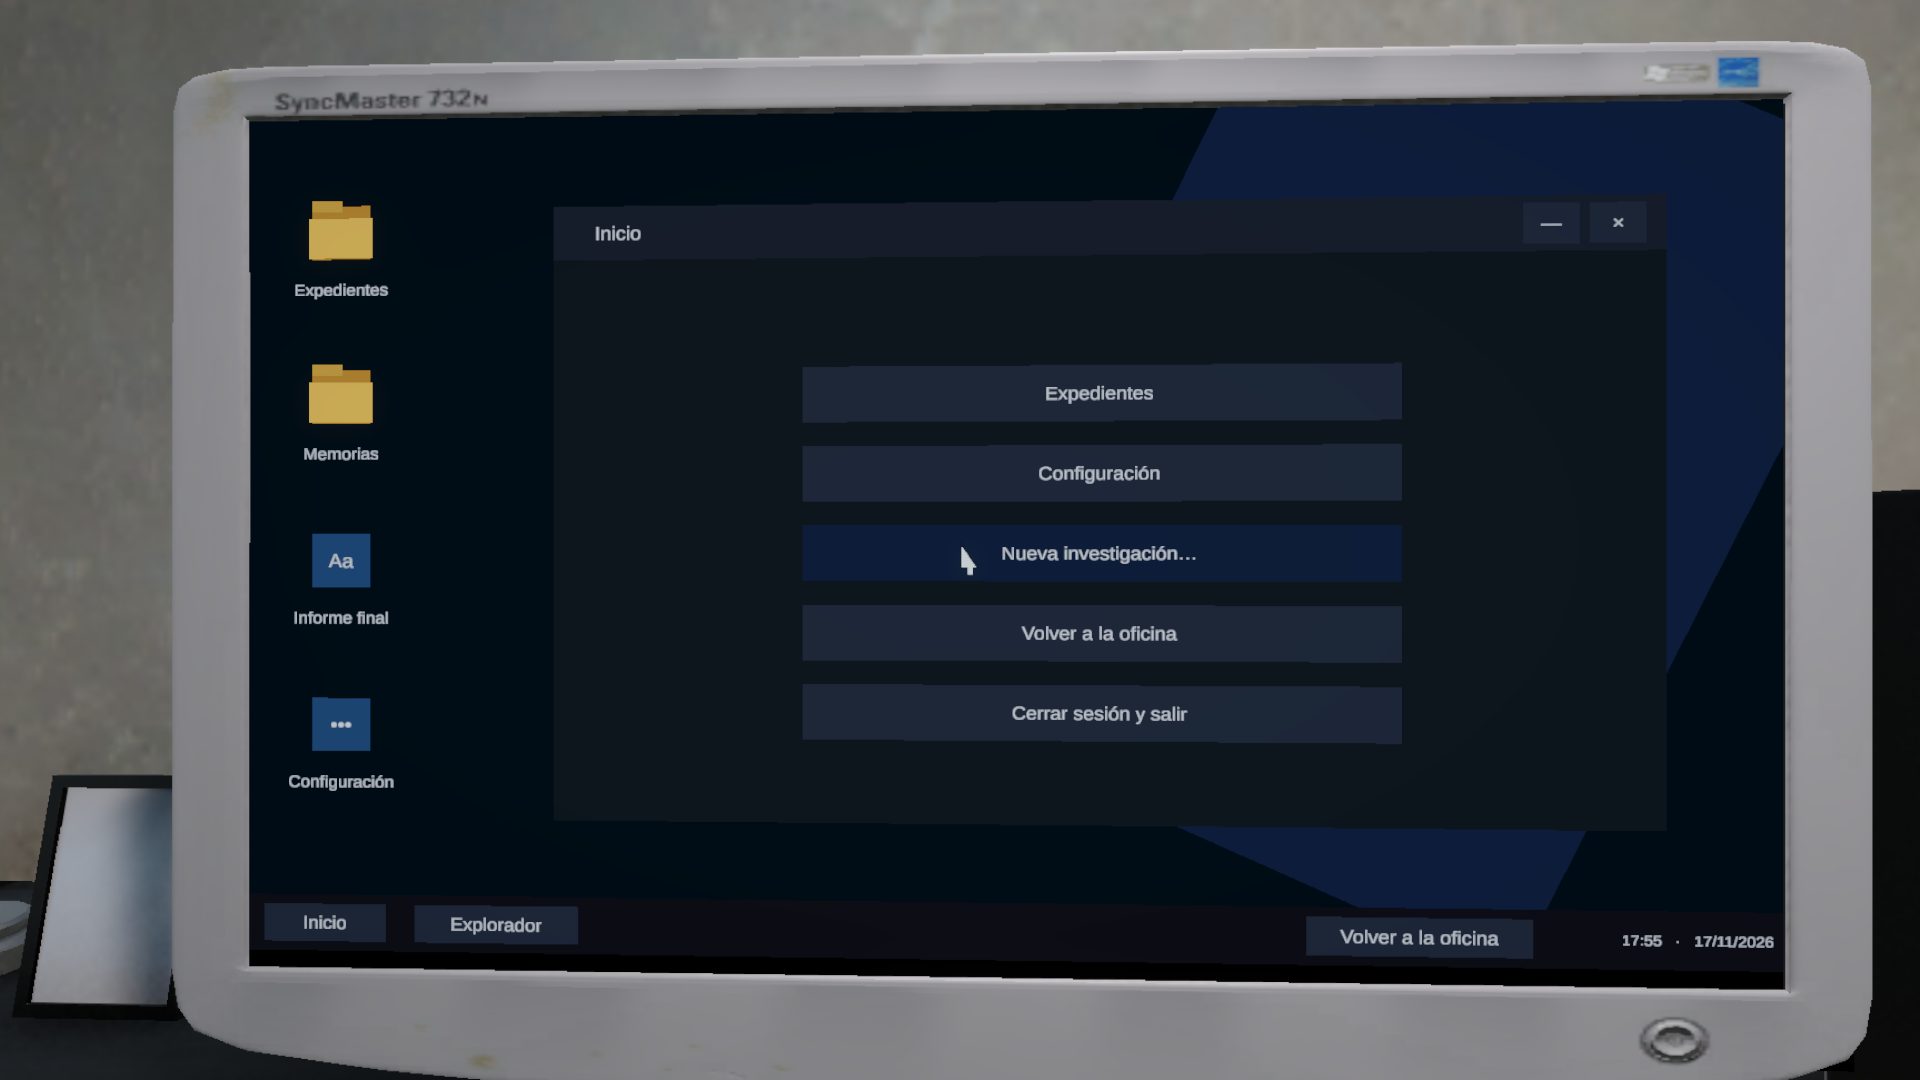 SyncMaster 732N
Expedientes
Memorias
Aa
Informe final
Configuración
Inicio
Expedientes
Configuración
Nueva investigación...
Volver a la oficina
Cerrar sesión y salir
Inicio
Explorador
Volver a la oficina
17:55 · 17/11/2026